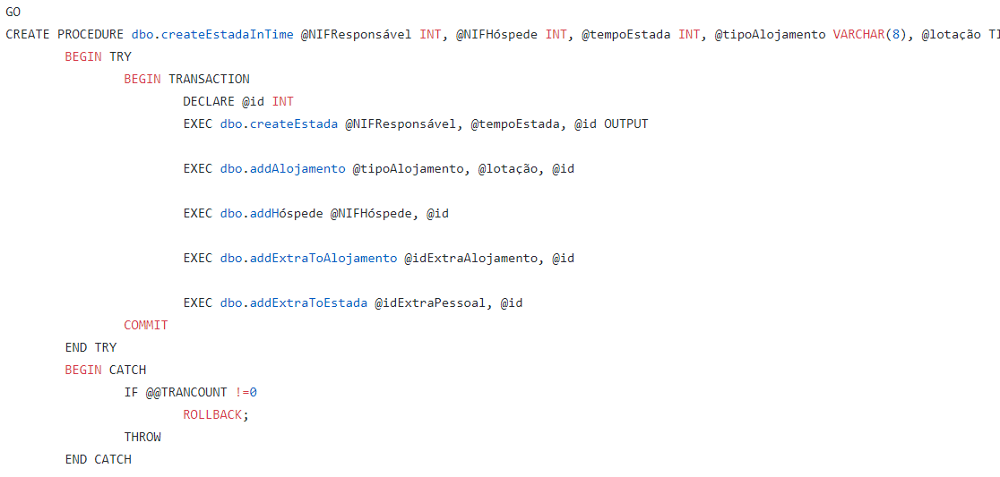 GO
CREATE PROCEDURE dbo.createEstadaInTime @NIFResponsável INT, @NIFHóspede INT, @tempoEstada INT, @tipoAlojamento VARCHAR(8), @lotação
BEGIN TRY
BEGIN TRANSACTION
DECLARE @id INT
EXEC dbo.createEstada @NIFResponsável, @tempoEstada, @id OUTPUT
EXEC dbo.addAlojamento @tipoAlojamento, @lotação, @id
EXEC dbo.addHóspede @NIFHóspede, @id
EXEC dbo.addExtraToAlojamento @idExtraAlojamento, @id
EXEC dbo.addExtraToEstada @idExtraPessoal, @id
COMMIT
END TRY
BEGIN CATCH
IF @@TRANCOUNT !=0
ROLLBACK;
THROW
END CATCH